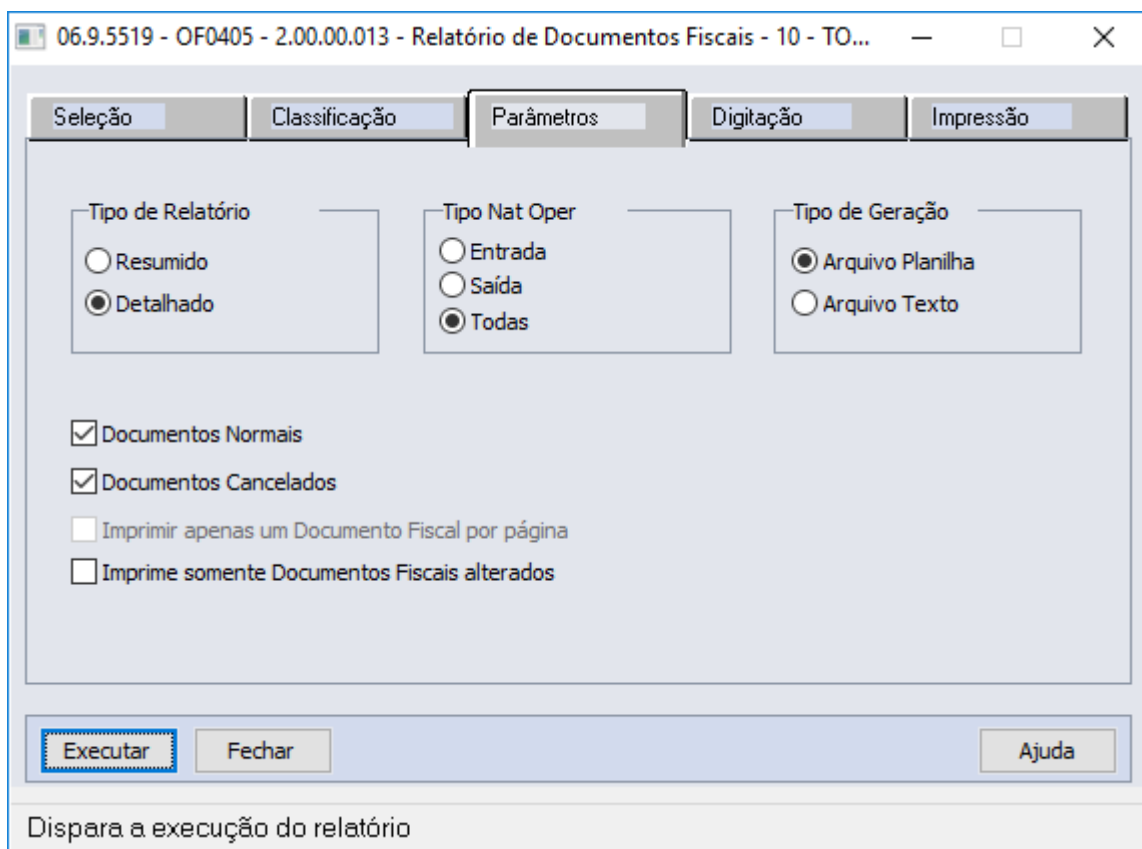 06.9.5519 - OF0405 - 2.00.00.013 - Relatório de Documentos Fiscais - 10 - TO...
Seleção Classificação Parâmetros Digitação Impressão
Tipo de Relatório Tipo Nat Oper Tipo de Geração
Resumido Entrada Arquivo Planilha
Detalhado Saída Arquivo Texto
Todas
Documentos Normais
Documentos Cancelados
Imprimir apenas um Documento Fiscal por página
Imprime somente Documentos Fiscais alterados
Executar Fechar Ajuda
Dispara a execução do relatório